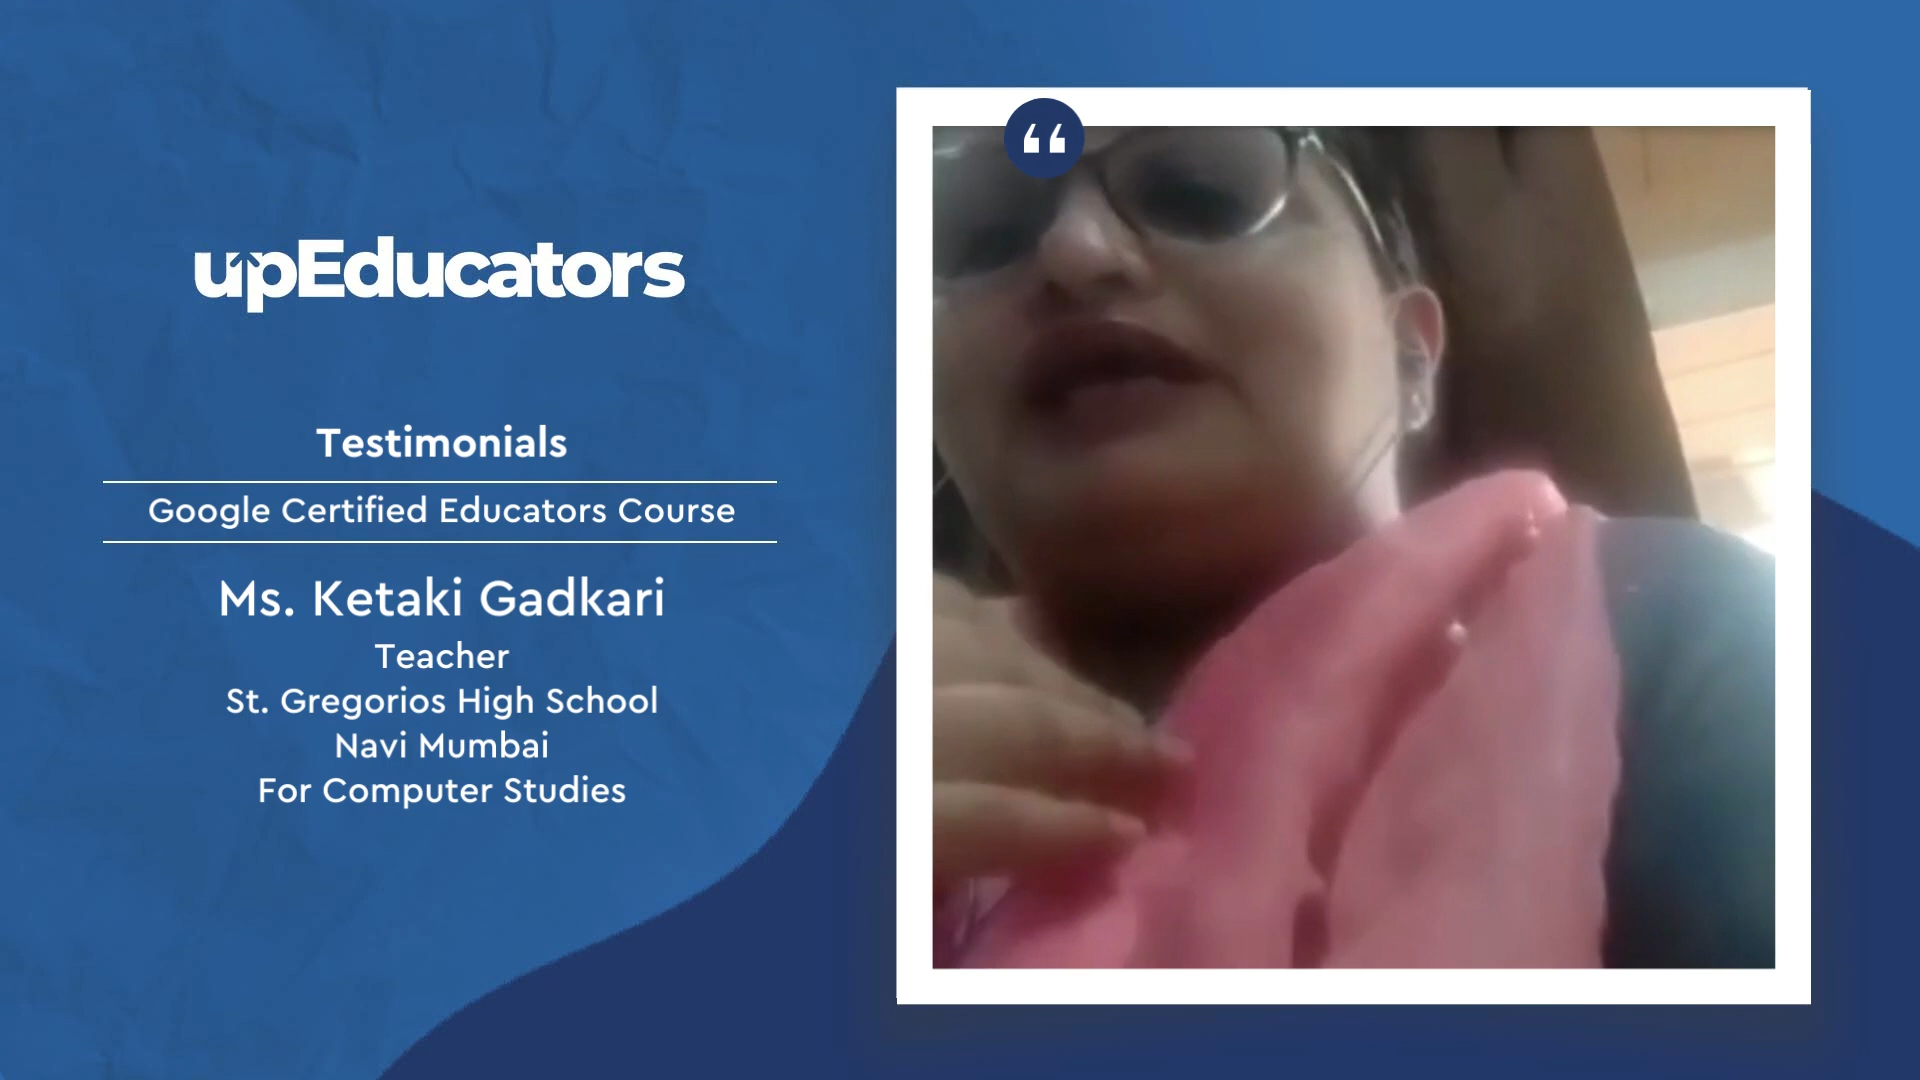 upEducators
Testimonials
Google Certified Educators Course
Ms. Ketaki Gadkari
Teacher
St. Gregorios High School
Navi Mumbai
For Computer Studies